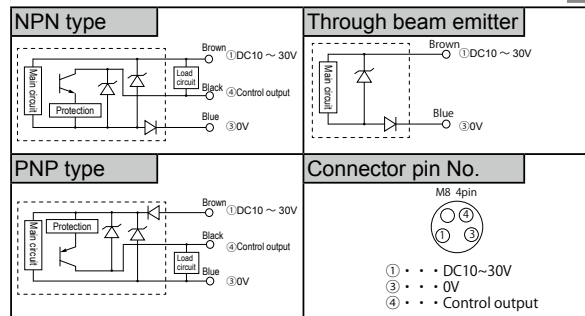 NPN type
Main circuit
Protection
Load
circuit
Brown
①DC10 ～ 30V
Black
④Control output
Blue
③0V
Through beam emitter
Main circuit
Brown
①DC10 ～ 30V
Blue
③0V
PNP type
Main circuit
Protection
Load
circuit
Brown
①DC10 ～ 30V
Black
④Control output
Blue
③0V
Connector pin No.
M8 4pin
④
① ③
① ・ ・ ・ DC10~30V
③ ・ ・ ・ 0V
④ ・ ・ ・ Control output